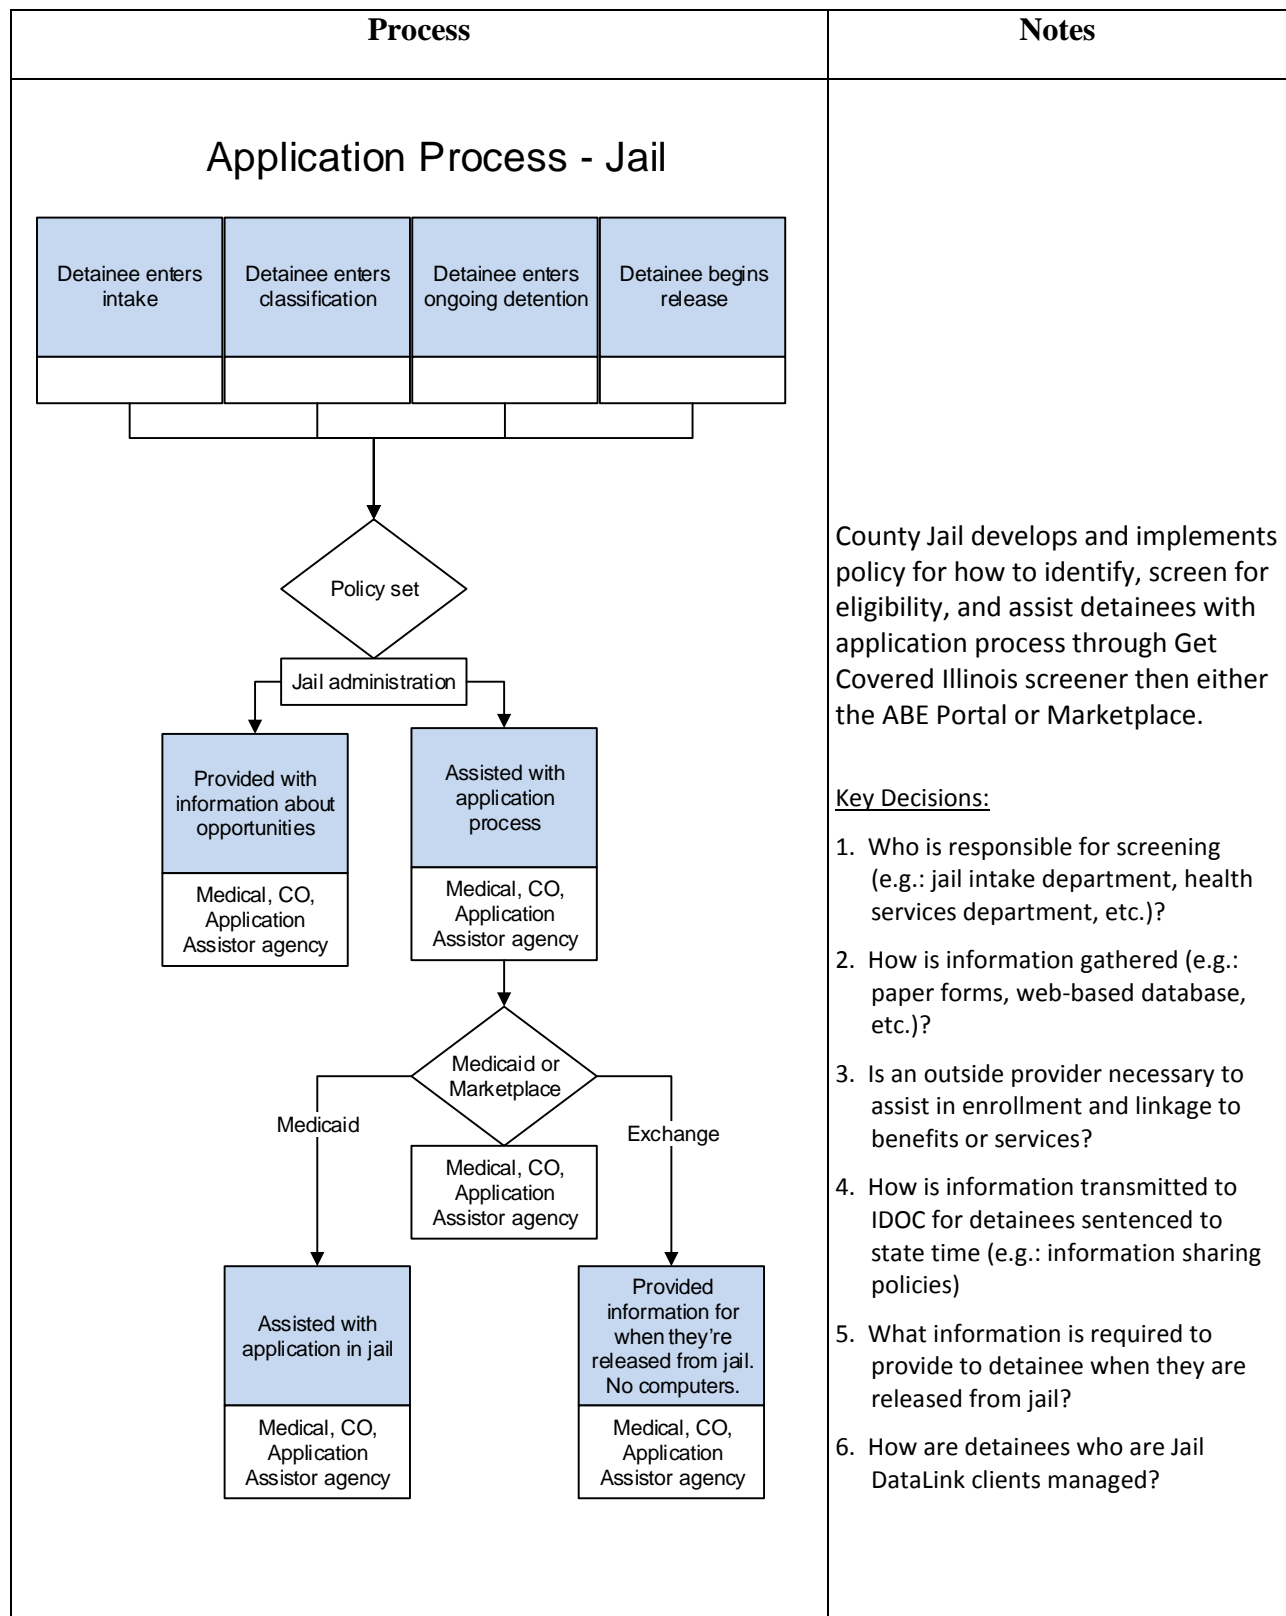 Process
Notes
Application Process - Jail
Detainee enters
intake
Detainee enters
classification
Detainee enters
ongoing detention
Detainee begins
release
Policy set
Jail administration
Provided with
information about
opportunities
Medical, CO,
Application
Assistor agency
Assisted with
application
process
Medical, CO,
Application
Assistor agency
Medicaid or
Marketplace
Medical, CO,
Application
Assistor agency
Medicaid
Exchange
Assisted with
application in jail
Medical, CO,
Application
Assistor agency
Provided
information for
when they’re
released from jail.
No computers.
Medical, CO,
Application
Assistor agency
County Jail develops and implements
policy for how to identify, screen for
eligibility, and assist detainees with
application process through Get
Covered Illinois screener then either
the ABE Portal or Marketplace.
Key Decisions:
1. Who is responsible for screening
(e.g.: jail intake department, health
services department, etc.)?
2. How is information gathered (e.g.:
paper forms, web-based database,
etc.)?
3. Is an outside provider necessary to
assist in enrollment and linkage to
benefits or services?
4. How is information transmitted to
IDOC for detainees sentenced to
state time (e.g.: information sharing
policies)
5. What information is required to
provide to detainee when they are
released from jail?
6. How are detainees who are Jail
DataLink clients managed?